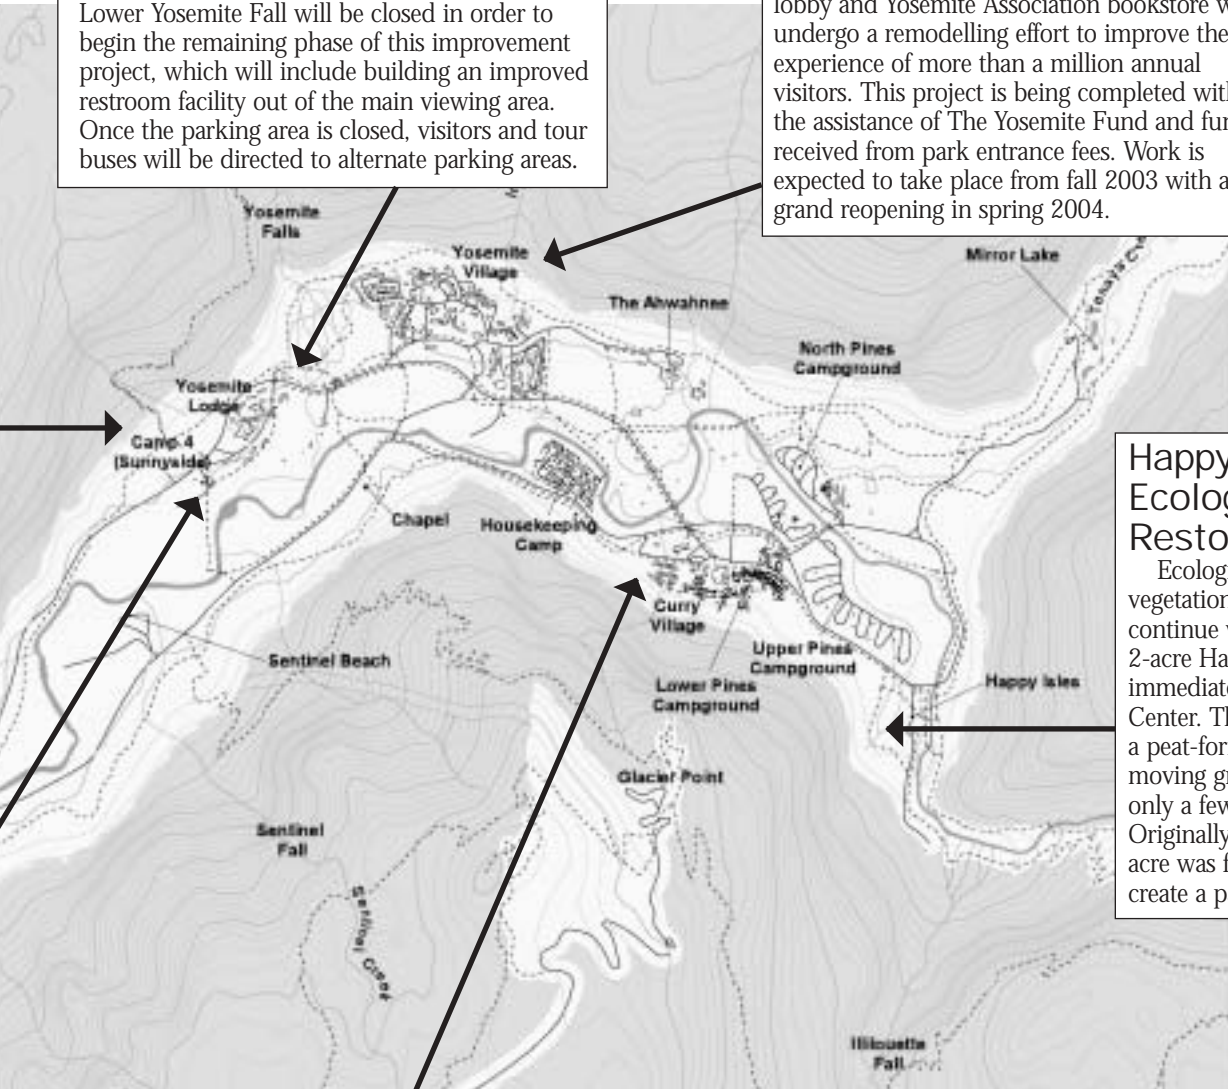 Lower Yosemite Fall will be closed in order to
begin the remaining phase of this improvement
project, which will include building an improved
restroom facility out of the main viewing area.
Once the parking area is closed, visitors and tour
buses will be directed to alternate parking areas.
lobby and Yosemite Association bookstore w
undergo a remodelling effort to improve the
experience of more than a million annual
visitors. This project is being completed wit
the assistance of The Yosemite Fund and fu
received from park entrance fees. Work is
expected to take place from fall 2003 with a
grand reopening in spring 2004.
Yosemite
Falls
Yosemite
Village
Mirror Lake
Tenaya Cr
The Ahwahnee
North Pines
Campground
Yosemite
Lodge
Camp 4
(Sunnyside)
Chapel
Housekeeping
Camp
Curry
Village
Upper Pines
Campground
Lower Pines
Campground
Sentinel Beach
Happy Isles
Glacier Point
Sentinel
Fall
Sentinel Creek
Illilouette
Fall
Happy
Ecolog
Resto
Ecolog
vegetation
continue
2-acre Ha
immediate
Center. Th
a peat-for
moving gr
only a few
Originally
acre was f
create a p